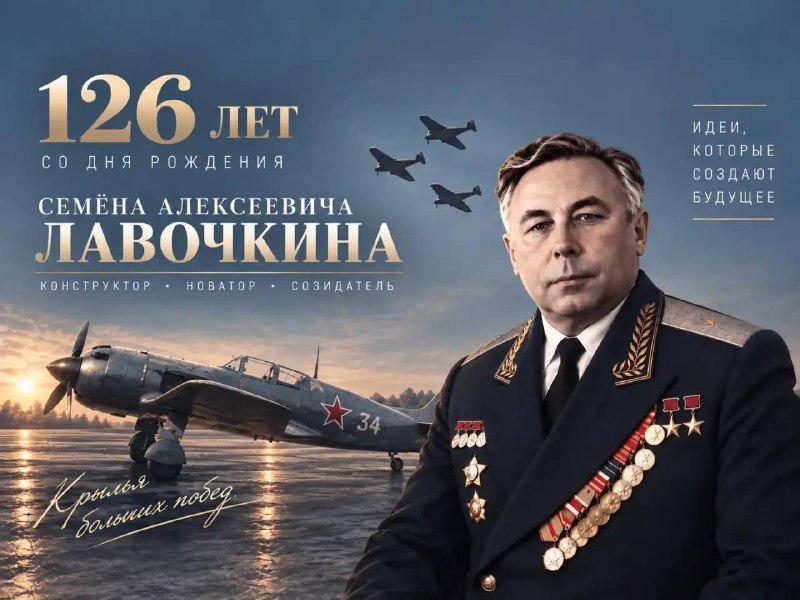 126 ЛЕТ
СО ДНЯ РОЖДЕНИЯ
СЕМЁНА АЛЕКСЕЕВИЧА
ЛАВОЧКИНА
КОНСТРУКТОР • НОВАТОР • СОЗИДАТЕЛЬ
ИДЕИ,
КОТОРЫЕ
СОЗДАЮТ
БУДУЩЕЕ
34
Крылья
больших побед